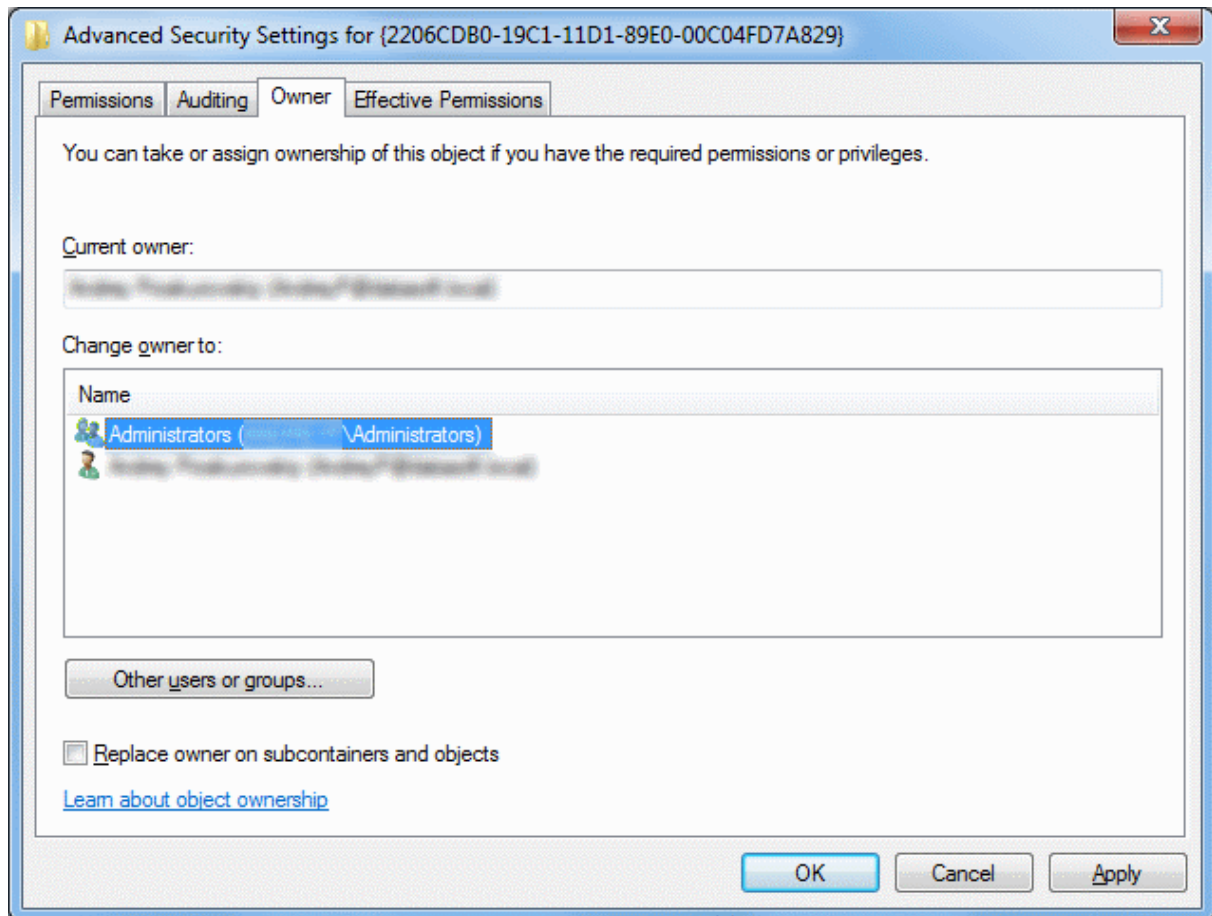 Advanced Security Settings for {2206CDB0-19C1-11D1-89E0-00C04FD7A829}
Permissions Auditing Owner Effective Permissions
You can take or assign ownership of this object if you have the required permissions or privileges.
Current owner:
Change owner to:
Name
Administrators ( \Administrators)
Other users or groups...
Replace owner on subcontainers and objects
Learn about object ownership
OK Cancel Apply